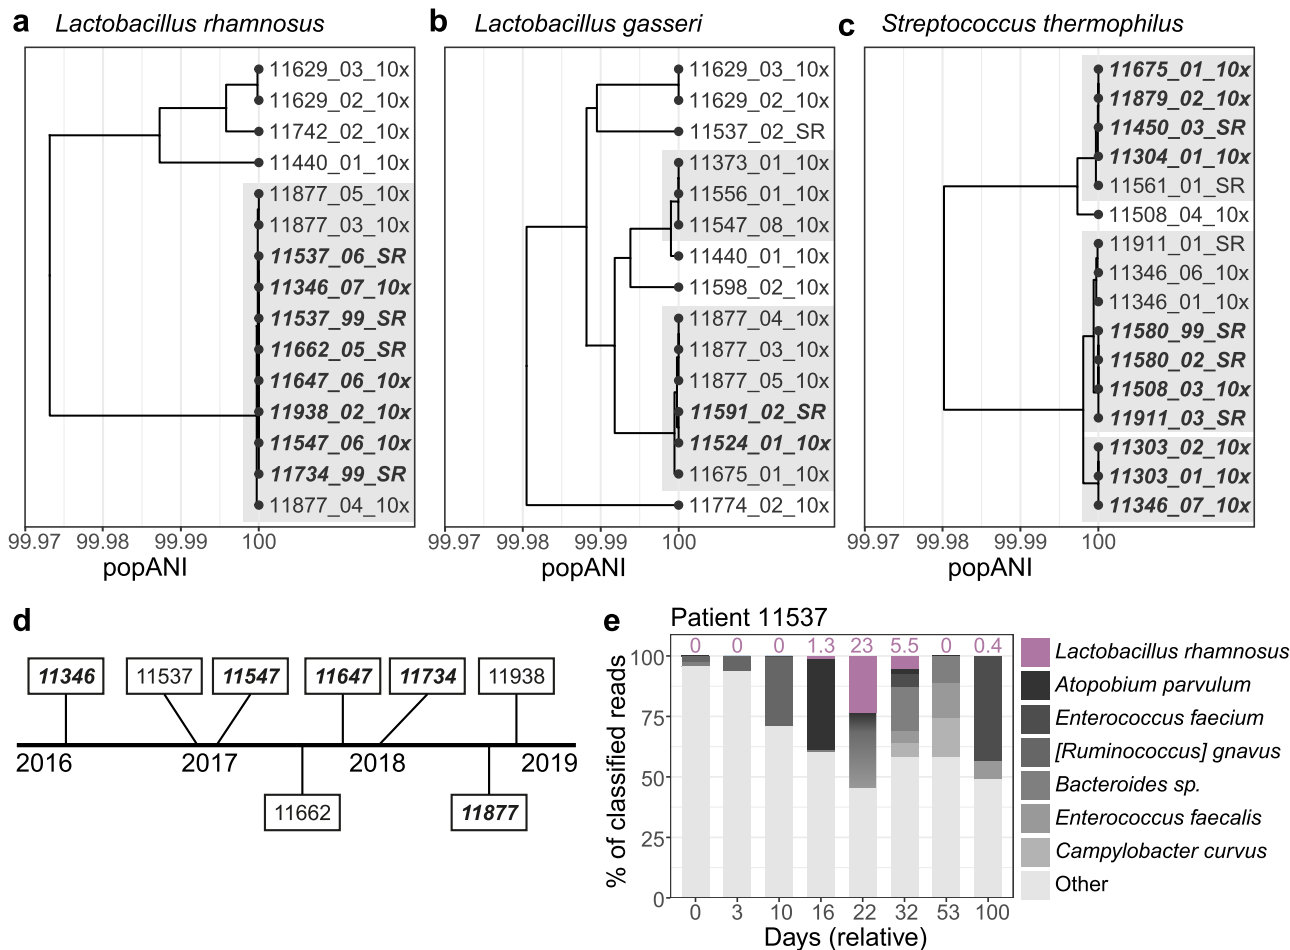 a Lactobacillus rhamnosus
11629_03_10x
11629_02_10x
11742_02_10x
11440_01_10x
11877_05_10x
11877_03_10x
11537_06_SR
11346_07_10x
11537_99_SR
11662_05_SR
11647_06_10x
11938_02_10x
11547_06_10x
11734_99_SR
11877_04_10x
99.97 99.98 99.99 100
popANI
b Lactobacillus gasseri
11629_03_10x
11629_02_10x
11537_02_SR
11373_01_10x
11556_01_10x
11547_08_10x
11440_01_10x
11598_02_10x
11877_04_10x
11877_03_10x
11877_05_10x
11591_02_SR
11524_01_10x
11675_01_10x
11774_02_10x
99.97 99.98 99.99 100
popANI
c Streptococcus thermophilus
11675_01_10x
11879_02_10x
11450_03_SR
11304_01_10x
11561_01_SR
11508_04_10x
11911_01_SR
11346_06_10x
11346_01_10x
11580_99_SR
11580_02_SR
11508_03_10x
11911_03_SR
11303_02_10x
11303_01_10x
11346_07_10x
99.97 99.98 99.99 100
popANI
d
11346 11537 11547 11647 11734 11938
2016 2017 2018 2019
11662 11877
e Patient 11537
0 0 0 1.3 23 5.5 0 0.4
% of classified reads
100
75
50
25
0
0 3 10 16 22 32 53 100
Days (relative)
Lactobacillus rhamnosus
Atopobium parvulum
Enterococcus faecium
[Ruminococcus] gnavus
Bacteroides sp.
Enterococcus faecalis
Campylobacter curvus
Other